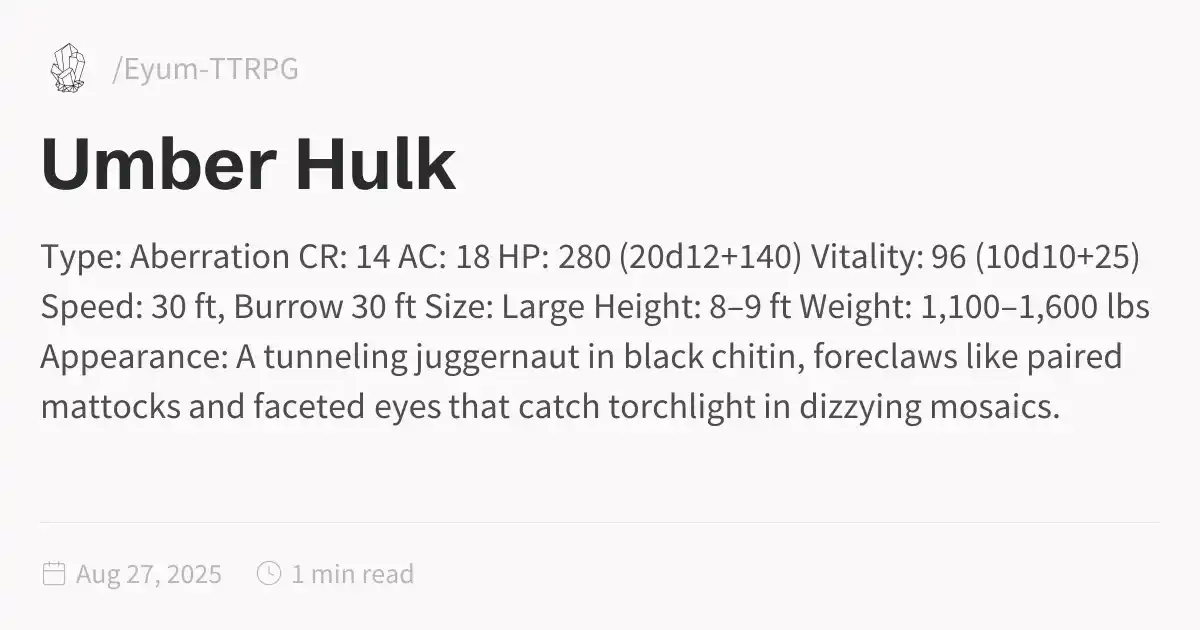 /Eyum-TTRPG
Umber Hulk
Type: Aberration CR: 14 AC: 18 HP: 280 (20d12+140) Vitality: 96 (10d10+25)
Speed: 30 ft, Burrow 30 ft Size: Large Height: 8–9 ft Weight: 1,100–1,600 lbs
Appearance: A tunneling juggernaut in black chitin, foreclaws like paired
mattocks and faceted eyes that catch torchlight in dizzying mosaics.
Aug 27, 2025 1 min read